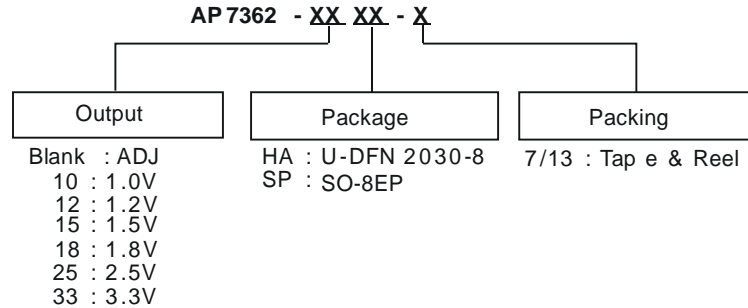 AP7362 - XX XX - X
Output
Package
Packing
Blank : ADJ
10 : 1.0V
12 : 1.2V
15 : 1.5V
18 : 1.8V
25 : 2.5V
33 : 3.3V
HA : U-DFN 2030-8
SP : SO-8EP
7/13 : Tap e & Reel